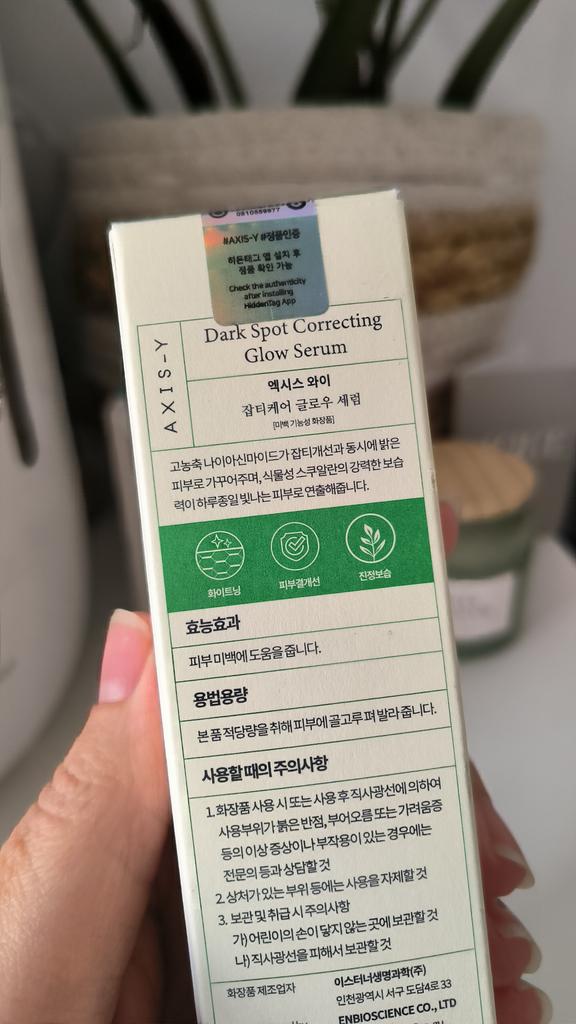 0810559877
#AXIS-Y #정품인증
히든태그 앱 설치 후
정품 확인 가능
Check the authenticity
after installing
HiddenTag App
AXIS-Y
Dark Spot Correcting
Glow Serum
엑시스 와이
잡티케어 글로우 세럼
[미백 기능성 화장품]
고농축 나이아신마이드가 잡티개선과 동시에 밝은
피부로 가꾸어주며, 식물성 스쿠알란의 강력한 보습
력이 하루종일 빛나는 피부로 연출해줍니다.
화이트닝 피부결개선 진정보습
효능효과
피부 미백에 도움을 줍니다.
용법용량
본 품 적당량을 취해 피부에 골고루 펴 발라 줍니다.
사용할 때의 주의사항
1. 화장품 사용 시 또는 사용 후 직사광선에 의하여
사용부위가 붉은 반점, 부어오름 또는 가려움증
등의 이상 증상이나 부작용이 있는 경우에는
전문의 등과 상담할 것
2. 상처가 있는 부위 등에는 사용을 자제할 것
3. 보관 및 취급 시 주의사항
가) 어린이의 손이 닿지 않는 곳에 보관할 것
나) 직사광선을 피해서 보관할 것
화장품 제조업자 이스터너생명과학(주)
인천광역시 서구 도담4로 33
ENBIOSCIENCE CO., LTD